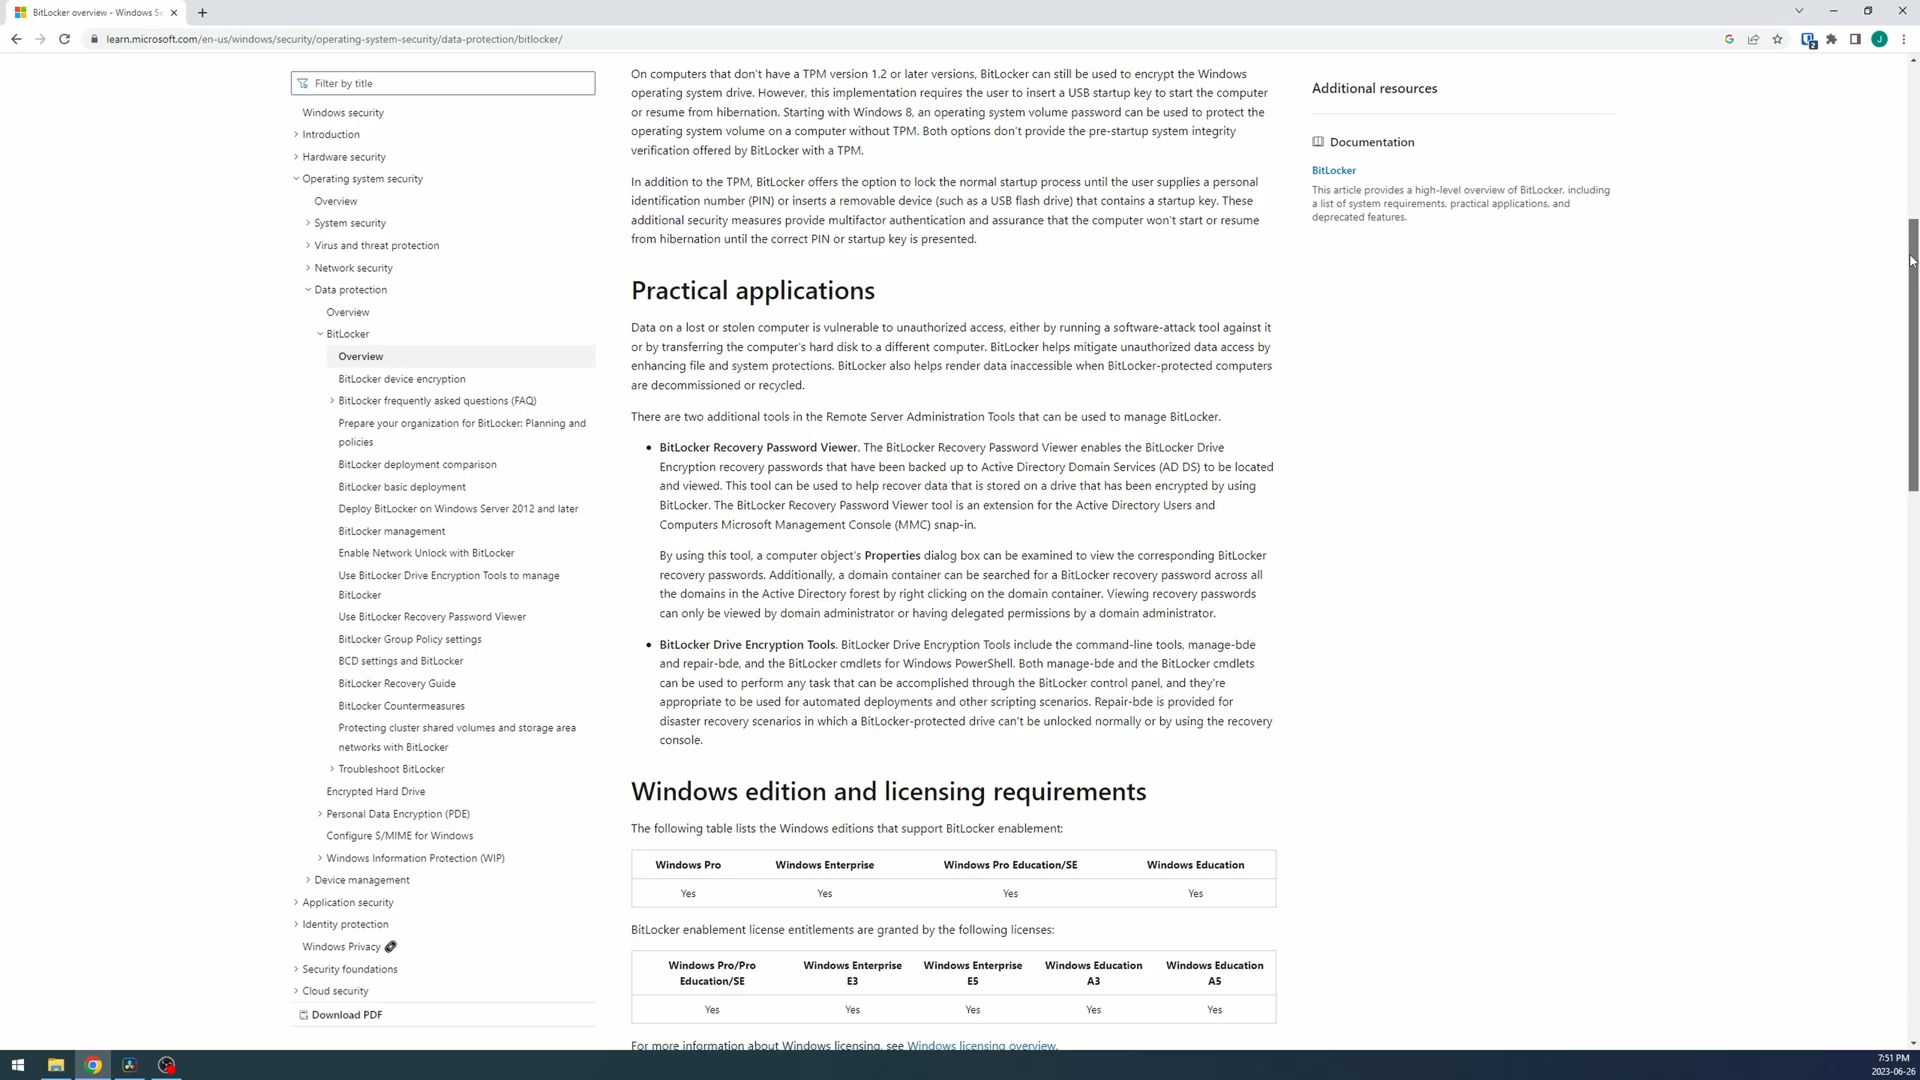 BitLocker overview - Windows Se
learn.microsoft.com/en-us/windows/security/operating-system-security/data-protection/bitlocker/
2
J
Filter by title
Windows security
Introduction
Hardware security
Operating system security
Overview
System security
Virus and threat protection
Network security
Data protection
Overview
BitLocker
Overview
BitLocker device encryption
BitLocker frequently asked questions (FAQ)
Prepare your organization for BitLocker: Planning and
policies
BitLocker deployment comparison
BitLocker basic deployment
Deploy BitLocker on Windows Server 2012 and later
BitLocker management
Enable Network Unlock with BitLocker
Use BitLocker Drive Encryption Tools to manage
BitLocker
Use BitLocker Recovery Password Viewer
BitLocker Group Policy settings
BCD settings and BitLocker
BitLocker Recovery Guide
BitLocker Countermeasures
Protecting cluster shared volumes and storage area
networks with BitLocker
Troubleshoot BitLocker
Encrypted Hard Drive
Personal Data Encryption (PDE)
Configure S/MIME for Windows
Windows Information Protection (WIP)
Device management
Application security
Identity protection
Windows Privacy
Security foundations
Cloud security
Download PDF
On computers that don't have a TPM version 1.2 or later versions, BitLocker can still be used to encrypt the Windows
operating system drive. However, this implementation requires the user to insert a USB startup key to start the computer
or resume from hibernation. Starting with Windows 8, an operating system volume password can be used to protect the
operating system volume on a computer without TPM. Both options don't provide the pre-startup system integrity
verification offered by BitLocker with a TPM.
In addition to the TPM, BitLocker offers the option to lock the normal startup process until the user supplies a personal
identification number (PIN) or inserts a removable device (such as a USB flash drive) that contains a startup key. These
additional security measures provide multifactor authentication and assurance that the computer won't start or resume
from hibernation until the correct PIN or startup key is presented.
Practical applications
Data on a lost or stolen computer is vulnerable to unauthorized access, either by running a software-attack tool against it
or by transferring the computer's hard disk to a different computer. BitLocker helps mitigate unauthorized data access by
enhancing file and system protections. BitLocker also helps render data inaccessible when BitLocker-protected computers
are decommissioned or recycled.
There are two additional tools in the Remote Server Administration Tools that can be used to manage BitLocker.
• BitLocker Recovery Password Viewer. The BitLocker Recovery Password Viewer enables the BitLocker Drive
Encryption recovery passwords that have been backed up to Active Directory Domain Services (AD DS) to be located
and viewed. This tool can be used to help recover data that is stored on a drive that has been encrypted by using
BitLocker. The BitLocker Recovery Password Viewer tool is an extension for the Active Directory Users and
Computers Microsoft Management Console (MMC) snap-in.
By using this tool, a computer object's Properties dialog box can be examined to view the corresponding BitLocker
recovery passwords. Additionally, a domain container can be searched for a BitLocker recovery password across all
the domains in the Active Directory forest by right clicking on the domain container. Viewing recovery passwords
can only be viewed by domain administrator or having delegated permissions by a domain administrator.
• BitLocker Drive Encryption Tools. BitLocker Drive Encryption Tools include the command-line tools, manage-bde
and repair-bde, and the BitLocker cmdlets for Windows PowerShell. Both manage-bde and the BitLocker cmdlets
can be used to perform any task that can be accomplished through the BitLocker control panel, and they're
appropriate to be used for automated deployments and other scripting scenarios. Repair-bde is provided for
disaster recovery scenarios in which a BitLocker-protected drive can't be unlocked normally or by using the recovery
console.
Windows edition and licensing requirements
The following table lists the Windows editions that support BitLocker enablement:
Windows Pro Windows Enterprise Windows Pro Education/SE Windows Education
Yes Yes Yes Yes
BitLocker enablement license entitlements are granted by the following licenses:
Windows Pro/Pro Windows Enterprise Windows Enterprise Windows Education Windows Education
Education/SE E3 E5 A3 A5
Yes Yes Yes Yes Yes
For more information about Windows licensing, see Windows licensing overview.
Additional resources
Documentation
BitLocker
This article provides a high-level overview of BitLocker, including
a list of system requirements, practical applications, and
deprecated features.
7:51 PM
2023-06-26